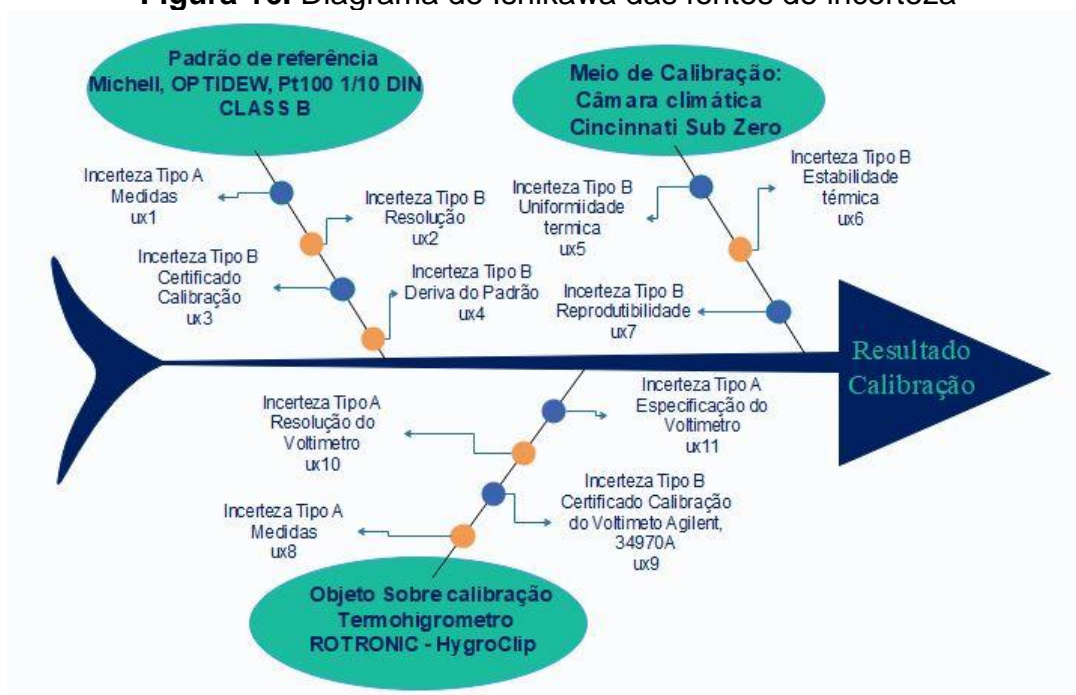 Figura 10. Diagrama de Ishikawa das fontes de incerteza
Padrão de referência
Michell, OPTIDEW, Pt100 1/10 DIN
CLASS B
Incerteza Tipo A
Medidas
ux1
Incerteza Tipo B
Resolução
ux2
Incerteza Tipo B
Certificado
Calibração
ux3
Incerteza Tipo B
Deriva do Padrão
ux4
Meio de Calibração:
Câmara climática
Cincinnati Sub Zero
Incerteza Tipo B
Uniformiidade
termica
ux5
Incerteza Tipo B
Estabilidade
térmica
ux6
Incerteza Tipo B
Reprodutibilidade
ux7
Resultado
Calibração
Incerteza Tipo A
Resolução do
Voltimetro
ux10
Incerteza Tipo A
Especificação do
Voltimetro
ux11
Incerteza Tipo A
Medidas
ux8
Incerteza Tipo B
Certificado Calibração
do Voltimeto Agilent,
34970A
ux9
Objeto Sobre calibração
Termohigrometro
ROTRONIC - HygroClip